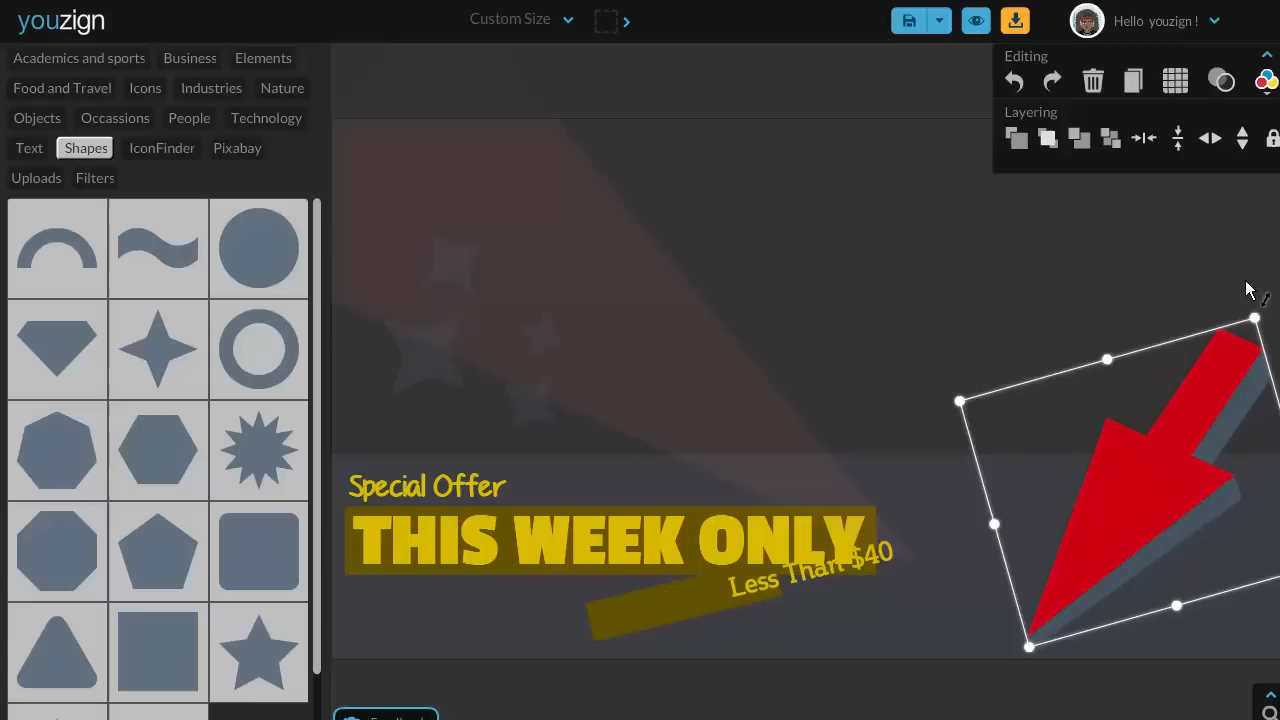 youzign
Custom Size
Hello youzign !
Academics and sports Business Elements
Food and Travel Icons Industries Nature
Objects Occassions People Technology
Text Shapes IconFinder Pixabay
Uploads Filters
Editing
Layering
Special Offer
THIS WEEK ONLY
Less Than $40
Feedback